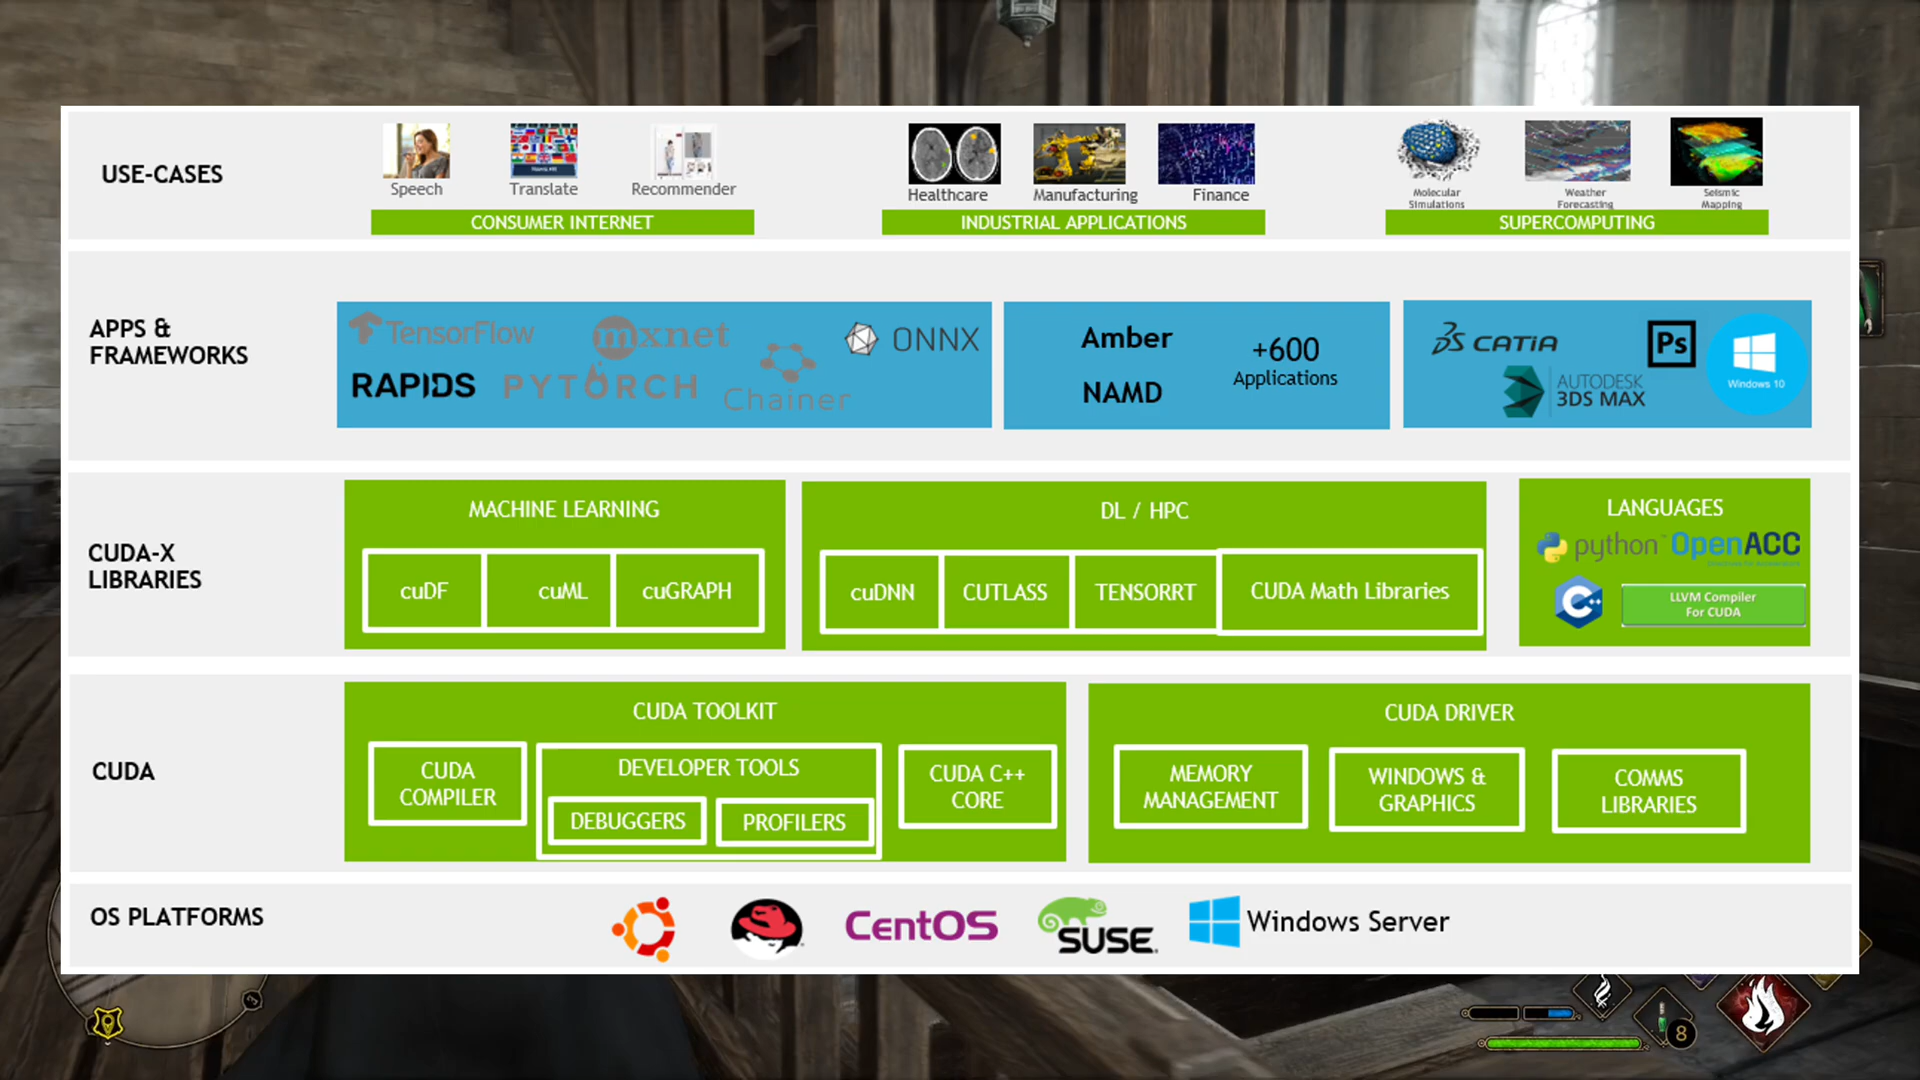 USE-CASES
Speech
Translate
Recommender
CONSUMER INTERNET
Healthcare
Manufacturing
Finance
INDUSTRIAL APPLICATIONS
Molecular
Simulations
Weather
Forecasting
Seismic
Mapping
SUPERCOMPUTING
APPS &
FRAMEWORKS
TensorFlow
mxnet
ONNX
RAPIDS
PYTORCH
Chainer
Amber
NAMD
+600
Applications
CATIA
Ps
Windows 10
AUTODESK
3DS MAX
CUDA-X
LIBRARIES
MACHINE LEARNING
cuDF
cuML
cuGRAPH
DL / HPC
cuDNN
CUTLASS
TENSORRT
CUDA Math Libraries
LANGUAGES
python
OpenACC
C++
LLVM Compiler
For CUDA
CUDA
CUDA TOOLKIT
CUDA
COMPILER
DEVELOPER TOOLS
DEBUGGERS
PROFILERS
CUDA C++
CORE
CUDA DRIVER
MEMORY
MANAGEMENT
WINDOWS &
GRAPHICS
COMMS
LIBRARIES
OS PLATFORMS
CentOS
SUSE
Windows Server
8